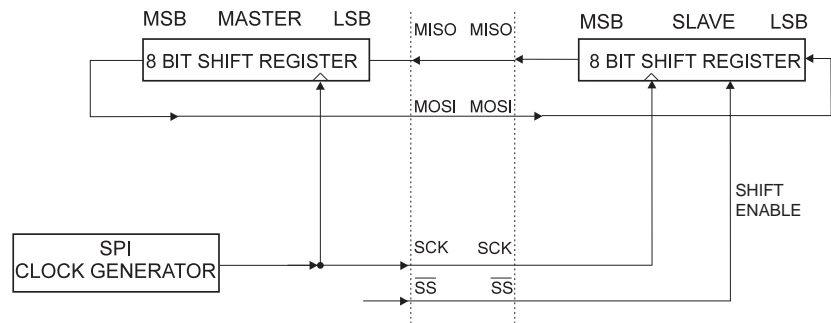 MSB MASTER LSB
8 BIT SHIFT REGISTER
MISO MISO
MSB SLAVE LSB
8 BIT SHIFT REGISTER
MOSI MOSI
SHIFT
ENABLE
SPI
CLOCK GENERATOR
SCK SCK
SS SS